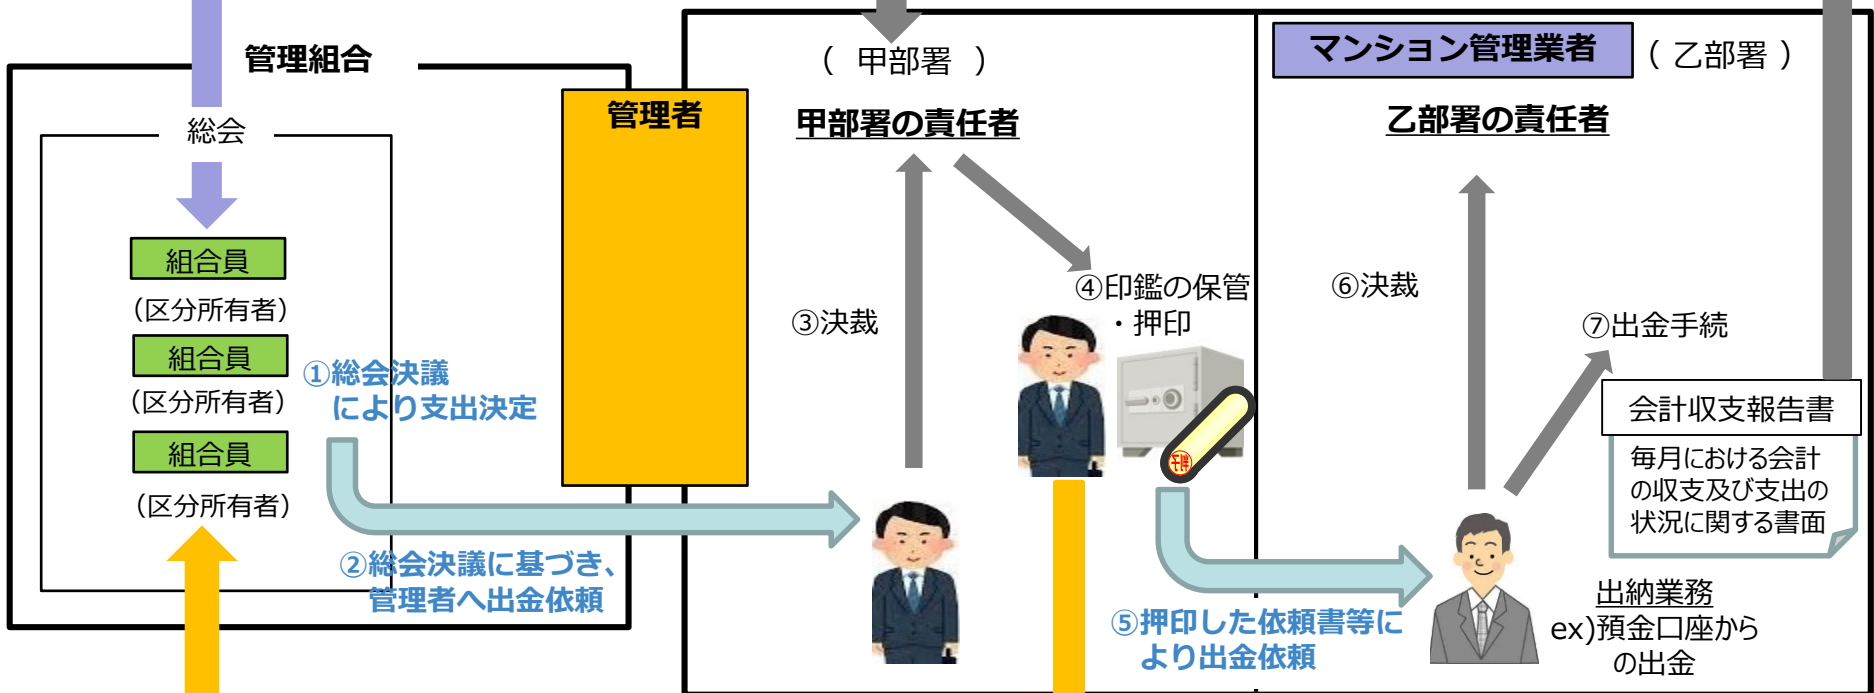 管理組合
総会
組合員
(区分所有者)
組合員
(区分所有者)
組合員
(区分所有者)
①総会決議
により支出決定
②総会決議に基づき、
管理者へ出金依頼
管理者
( 甲部署 )
甲部署の責任者
③決裁
④印鑑の保管
・押印
⑤押印した依頼書等に
より出金依頼
マンション管理業者
( 乙部署 )
乙部署の責任者
⑥決裁
⑦出金手続
会計収支報告書
毎月における会計
の収支及び支出の
状況に関する書面
出納業務
ex)預金口座から
の出金